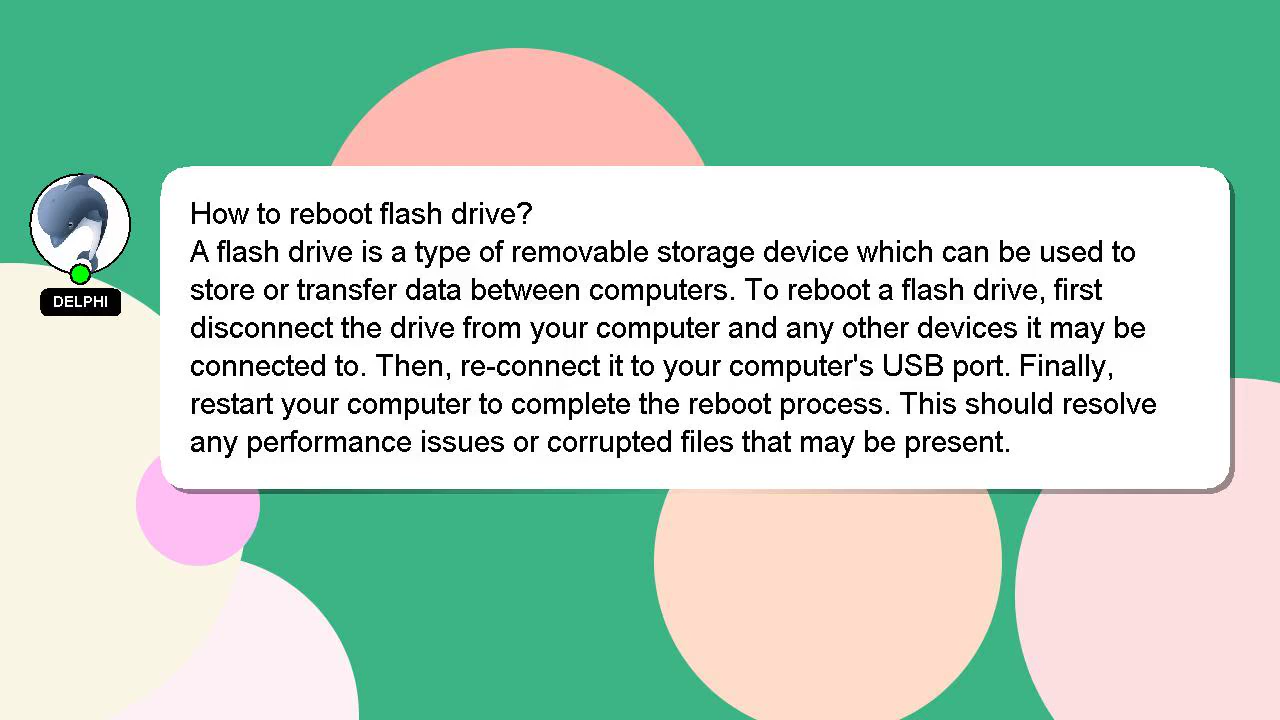 How to reboot flash drive?
A flash drive is a type of removable storage device which can be used to
store or transfer data between computers. To reboot a flash drive, first
disconnect the drive from your computer and any other devices it may be
connected to. Then, re-connect it to your computer's USB port. Finally,
restart your computer to complete the reboot process. This should resolve
any performance issues or corrupted files that may be present.
DELPHI